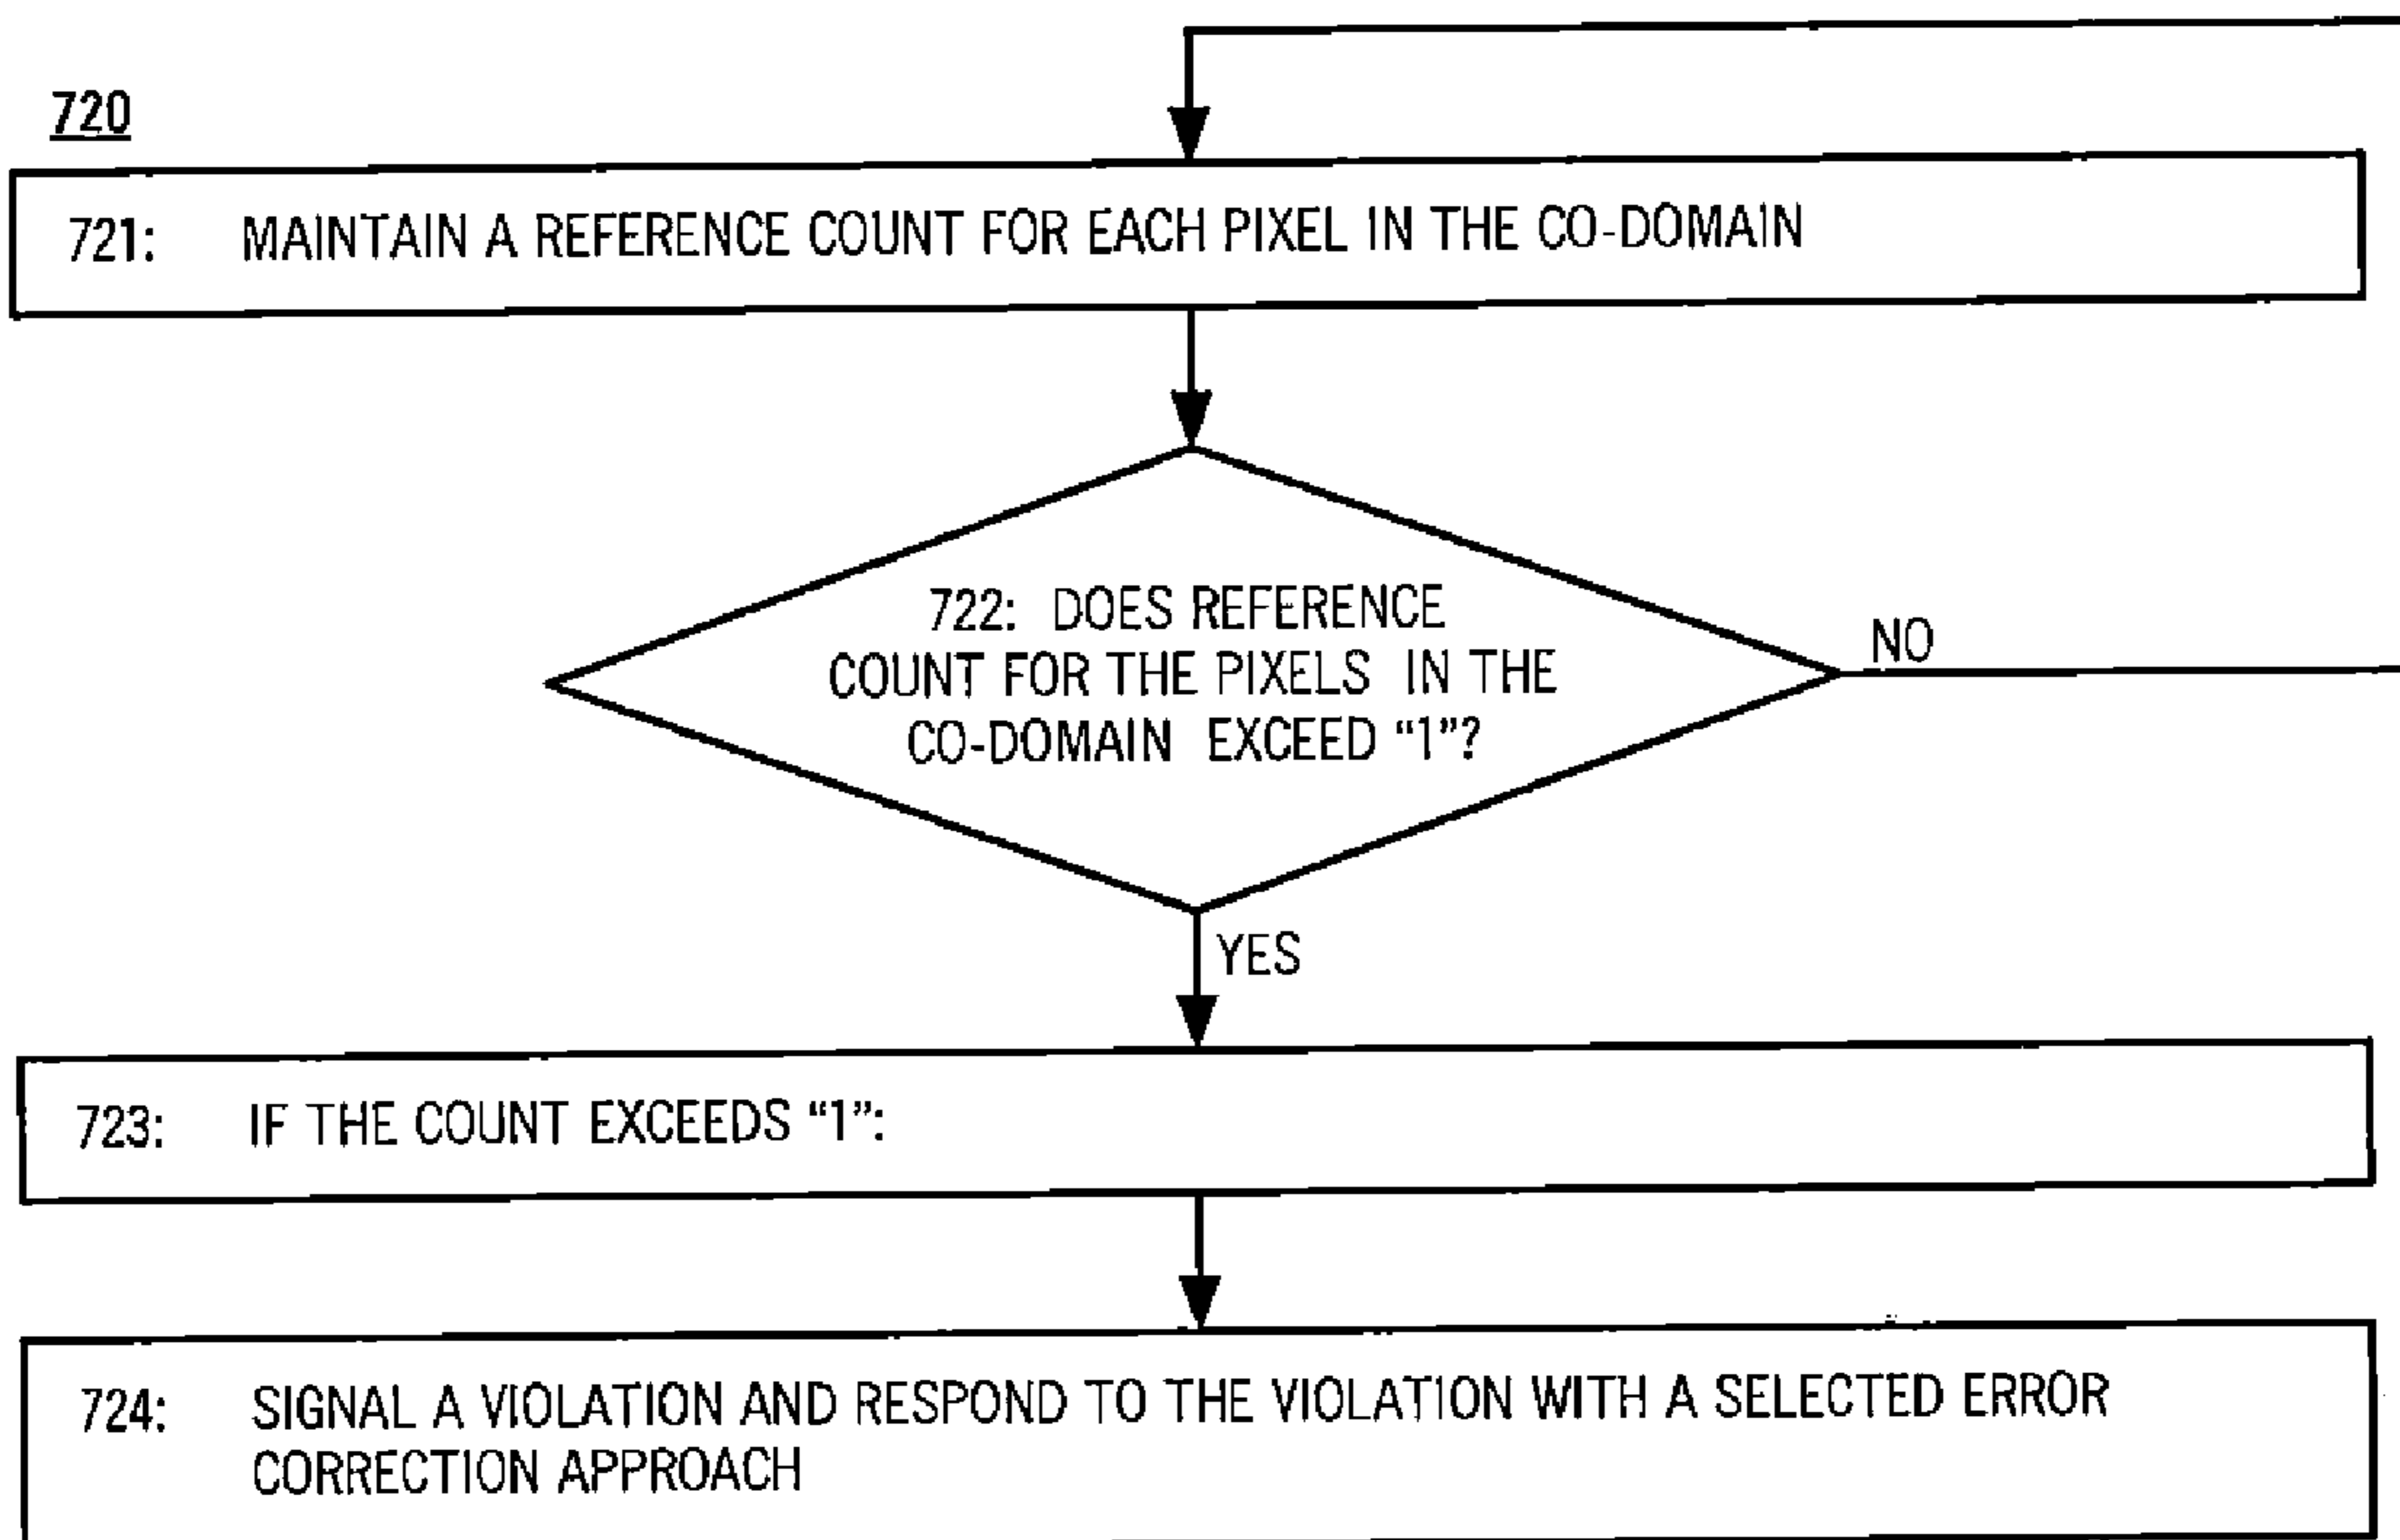 720
721: MAINTAIN A REFERENCE COUNT FOR EACH PIXEL IN THE CO-DOMAIN
722: DOES REFERENCE
COUNT FOR THE PIXELS IN THE
CO-DOMAIN EXCEED “1”?
NO
YES
723: IF THE COUNT EXCEEDS “1”:
724: SIGNAL A VIOLATION AND RESPOND TO THE VIOLATION WITH A SELECTED ERROR
CORRECTION APPROACH